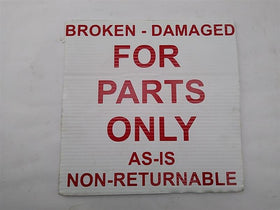 BROKEN - DAMAGED
FOR
PARTS
ONLY
AS-IS
NON-RETURNABLE